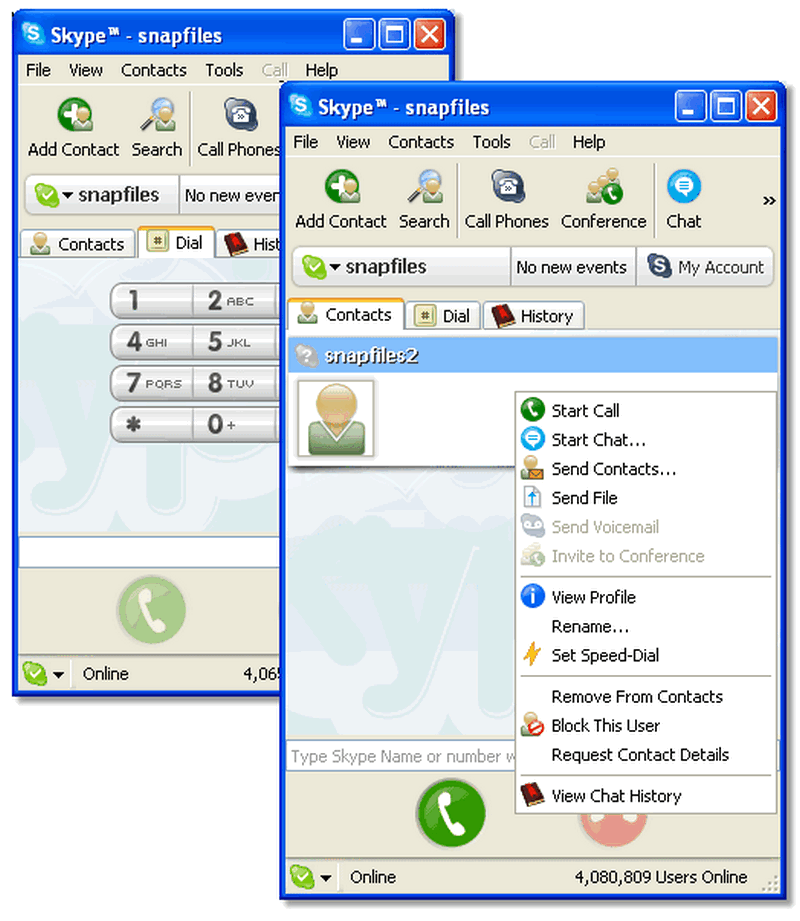 Skype™ - snapfiles
File View Contacts Tools Call Help
Add Contact Search Call Phones
snapfiles No new even
Contacts # Dial Hist
1 2 ABC
4 GHI 5 JKL
7 PQRS 8 TUV
* 0 +
Online 4,065
Skype™ - snapfiles
File View Contacts Tools Call Help
Add Contact Search Call Phones Conference Chat »
snapfiles No new events My Account
Contacts # Dial History
snapfiles2
Start Call
Start Chat...
Send Contacts...
Send File
Send Voicemail
Invite to Conference
View Profile
Rename...
Set Speed-Dial
Remove From Contacts
Block This User
Request Contact Details
View Chat History
Type Skype Name or number w
Online 4,080,809 Users Online